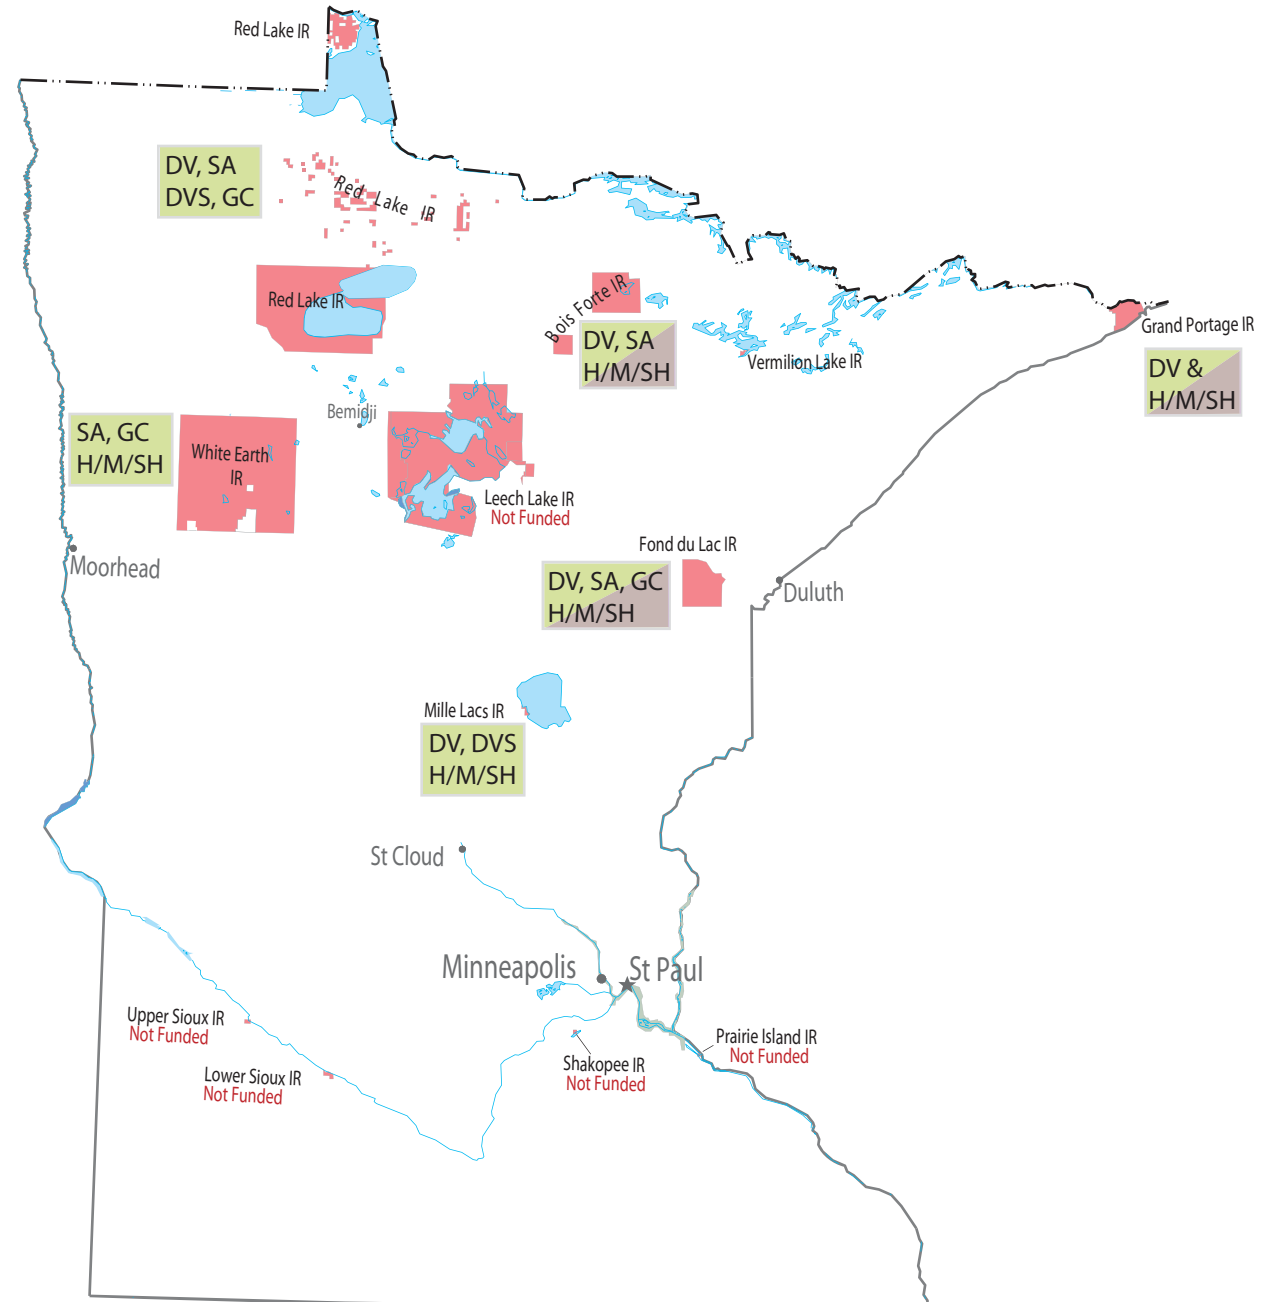 Red Lake IR
DV, SA
DVS, GC
Red Lake IR
Red Lake IR
Bois Forte IR
DV, SA
H/M/SH
Vermilion Lake IR
Grand Portage IR
DV &
H/M/SH
Bemidji
SA, GC
H/M/SH
White Earth
IR
Leech Lake IR
Not Funded
Moorhead
Fond du Lac IR
DV, SA, GC
H/M/SH
Duluth
Mille Lacs IR
DV, DVS
H/M/SH
St Cloud
Minneapolis
St Paul
Upper Sioux IR
Not Funded
Lower Sioux IR
Not Funded
Shakopee IR
Not Funded
Prairie Island IR
Not Funded